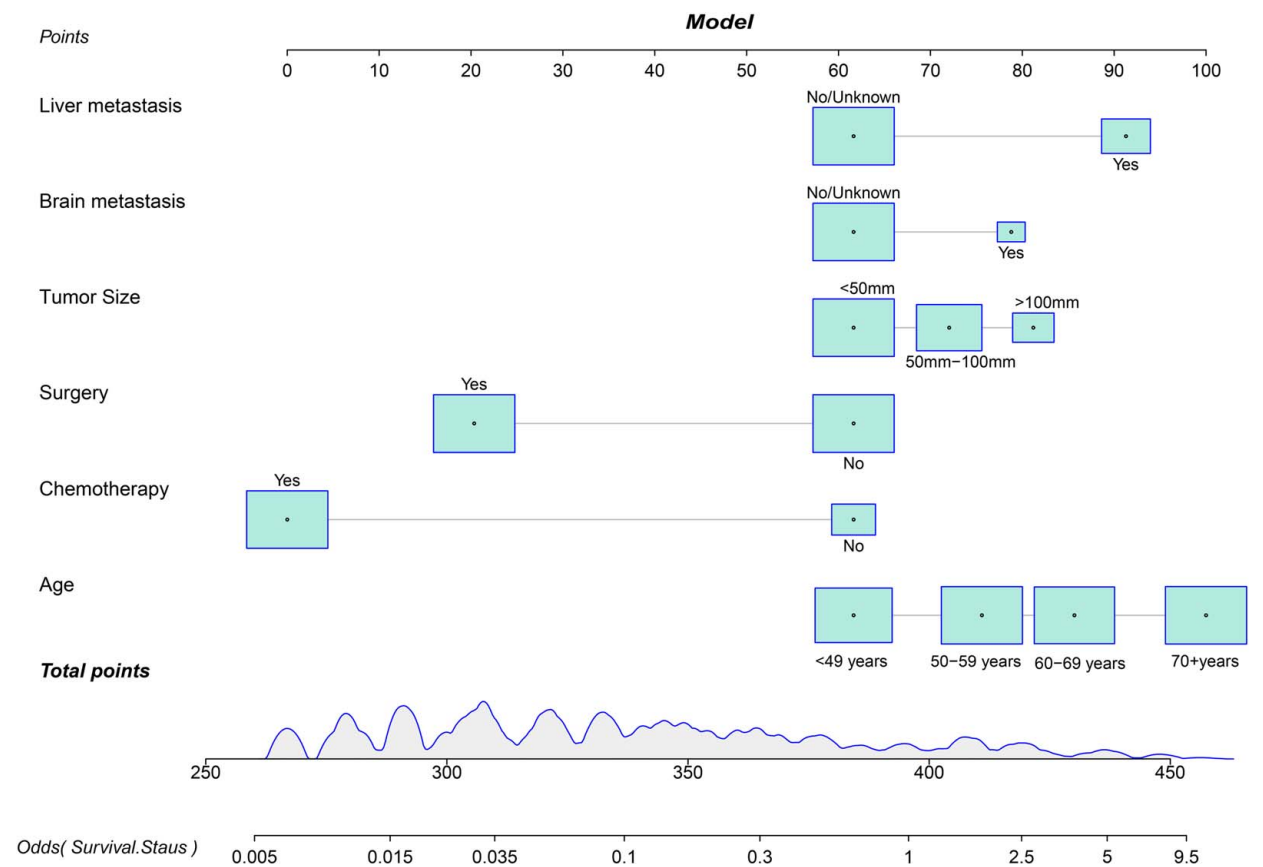 Model
Points
0 10 20 30 40 50 60 70 80 90 100
Liver metastasis
No/Unknown
Yes
Brain metastasis
No/Unknown
Yes
Tumor Size
<50mm
>100mm
50mm−100mm
Surgery
Yes
No
Chemotherapy
Yes
No
Age
<49 years 50−59 years 60−69 years 70+years
Total points
250 300 350 400 450
Odds( Survival.Staus )
0.005 0.015 0.035 0.1 0.3 1 2.5 5 9.5